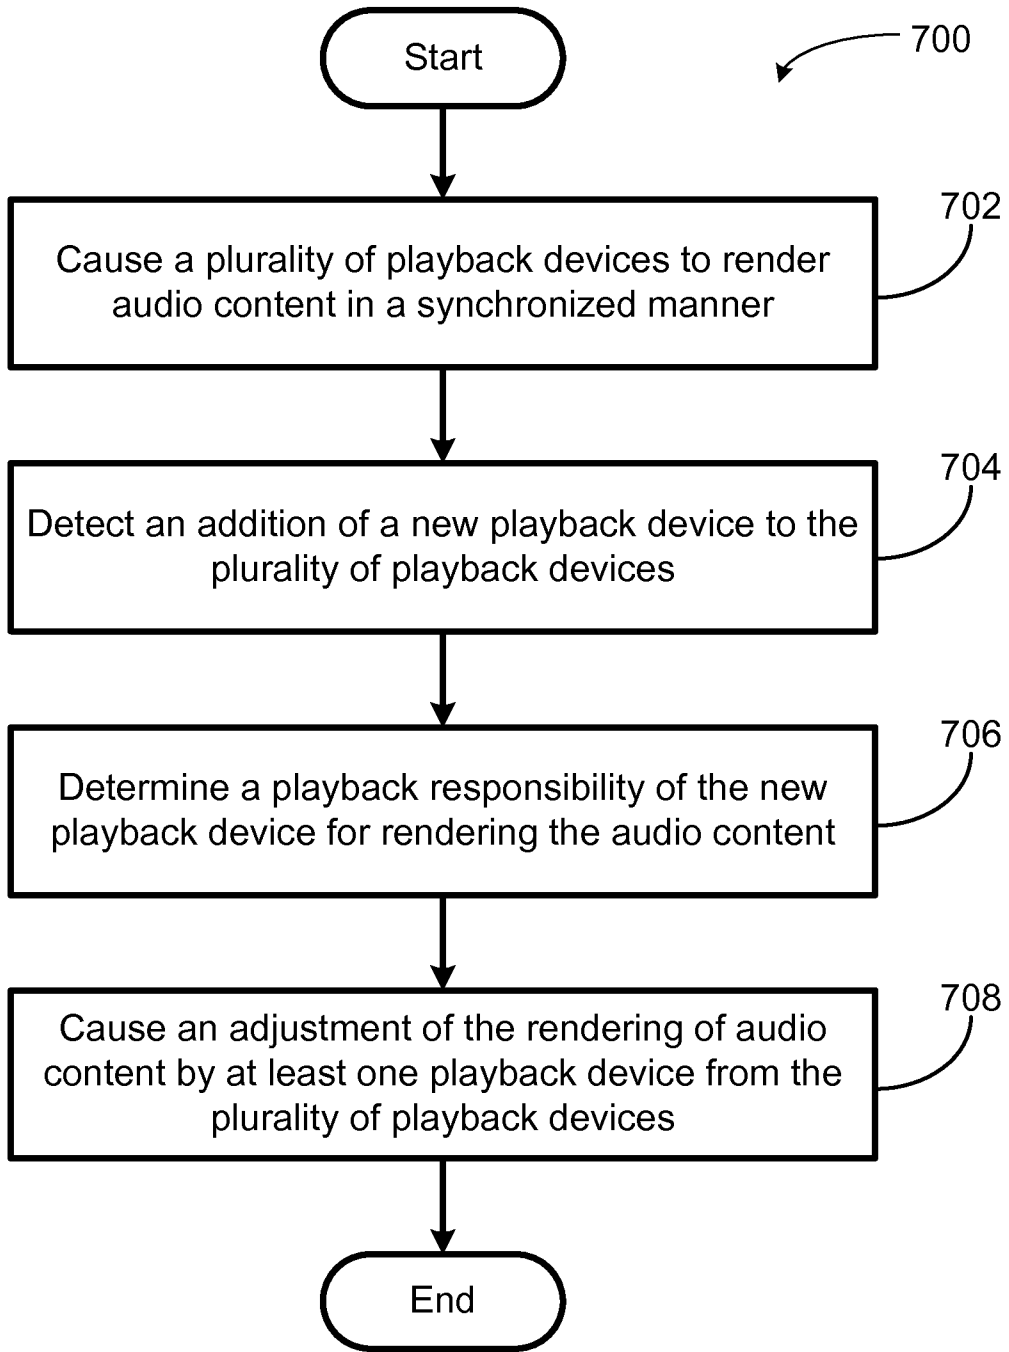 Start
700
702
Cause a plurality of playback devices to render
audio content in a synchronized manner
704
Detect an addition of a new playback device to the
plurality of playback devices
706
Determine a playback responsibility of the new
playback device for rendering the audio content
708
Cause an adjustment of the rendering of audio
content by at least one playback device from the
plurality of playback devices
End